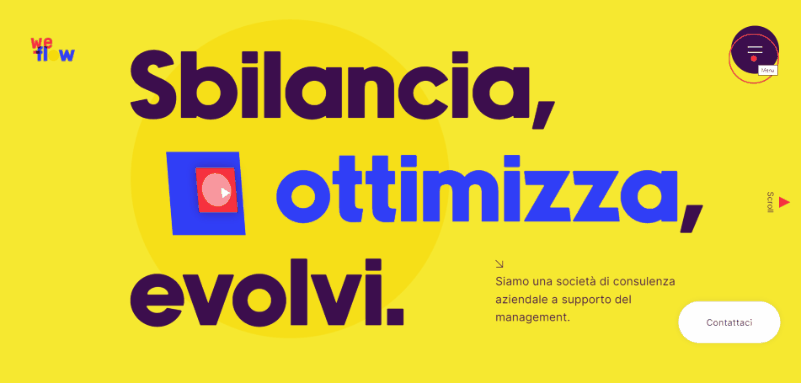 we
flow
Menu
Sbilancia,
ottimizza,
Scroll
evolvi.
Siamo una società di consulenza
aziendale a supporto del
management.
Contattaci